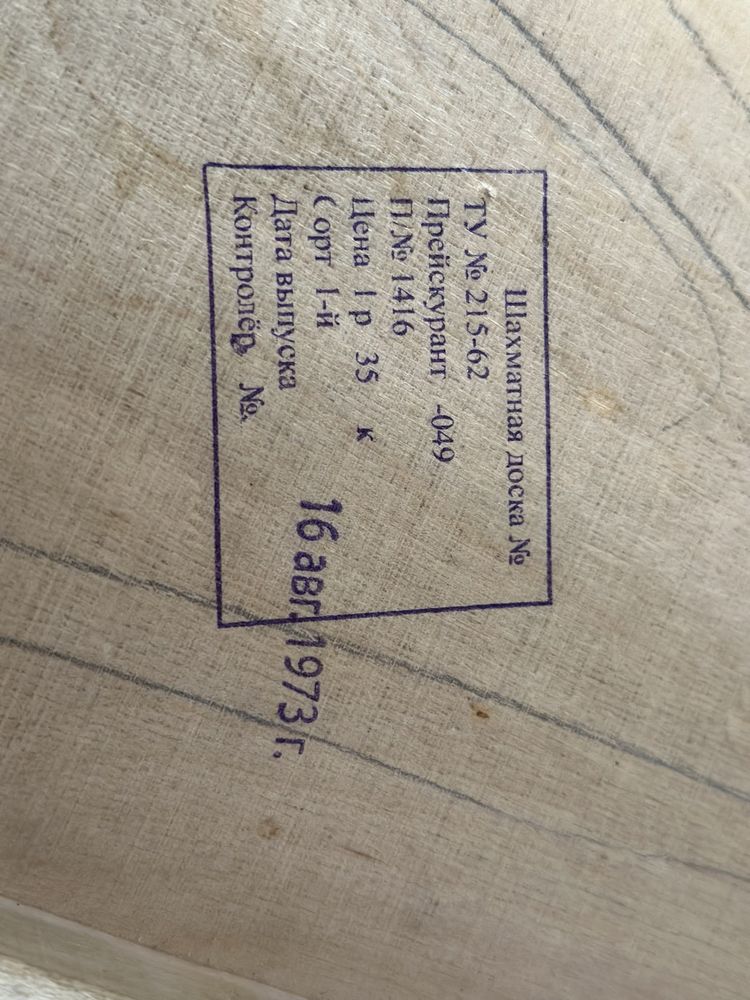 Шахматная доска №
ТУ № 215-62
Прейскурант -049
П/№ 1416
Цена 1 р 35 к
Сорт 1-й
Дата выпуска 16 авг. 1973 г.
Контролёр №